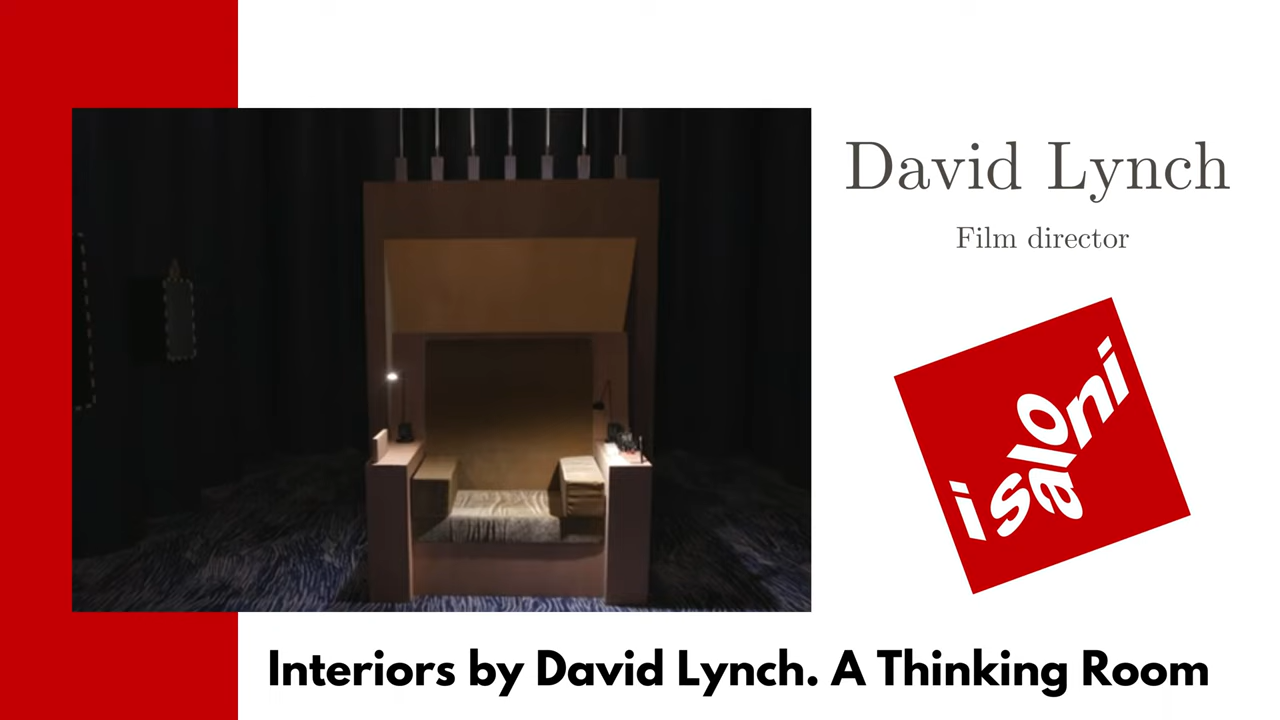 David Lynch
Film director
i saloni
Interiors by David Lynch. A Thinking Room